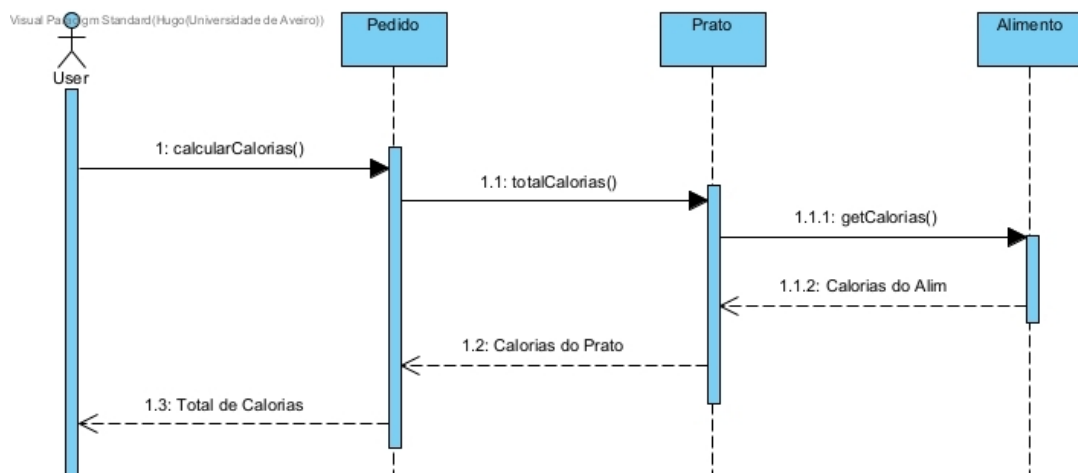 Visual Paradigm Standard(Hugo(Universidade de Aveiro))
User
Pedido
Prato
Alimento
1: calcularCalorias()
1.1: totalCalorias()
1.1.1: getCalorias()
1.1.2: Calorias do Alim
1.2: Calorias do Prato
1.3: Total de Calorias